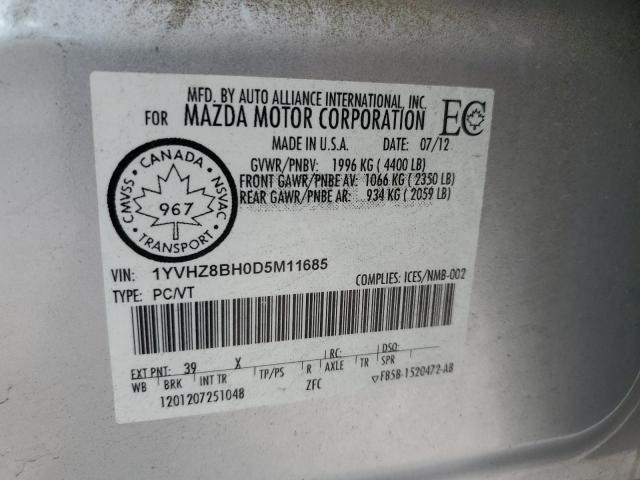 MFD. BY AUTO ALLIANCE INTERNATIONAL, INC.
FOR MAZDA MOTOR CORPORATION
EC
MADE IN U.S.A. DATE: 07/12
GVWR/PNBV: 1996 KG ( 4400 LB)
FRONT GAWR/PNBE AV: 1066 KG ( 2350 LB)
REAR GAWR/PNBE AR: 934 KG ( 2059 LB)
CANADA
CMVSS NSVAC
967
TRANSPORT
VIN: 1YVHZ8BH0D5M11685
COMPLIES: ICES/NMB-002
TYPE: PC/VT
EXT PNT: 39 X RC: DSO:
WB BRK INT TR TP/PS R AXLE TR SPR
ZFC FB5B-1520472-AB
1201207251048